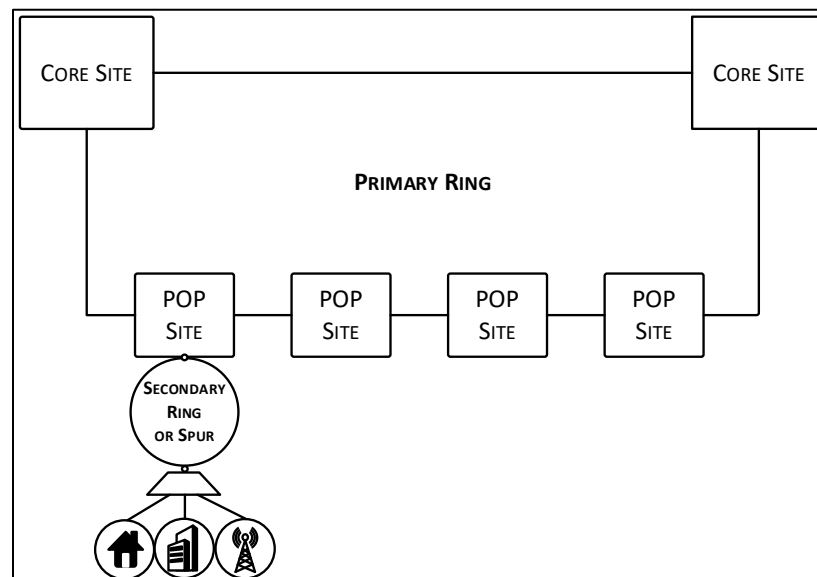 CORE SITE
CORE SITE
PRIMARY RING
POP
SITE
POP
SITE
POP
SITE
POP
SITE
SECONDARY
RING
OR SPUR